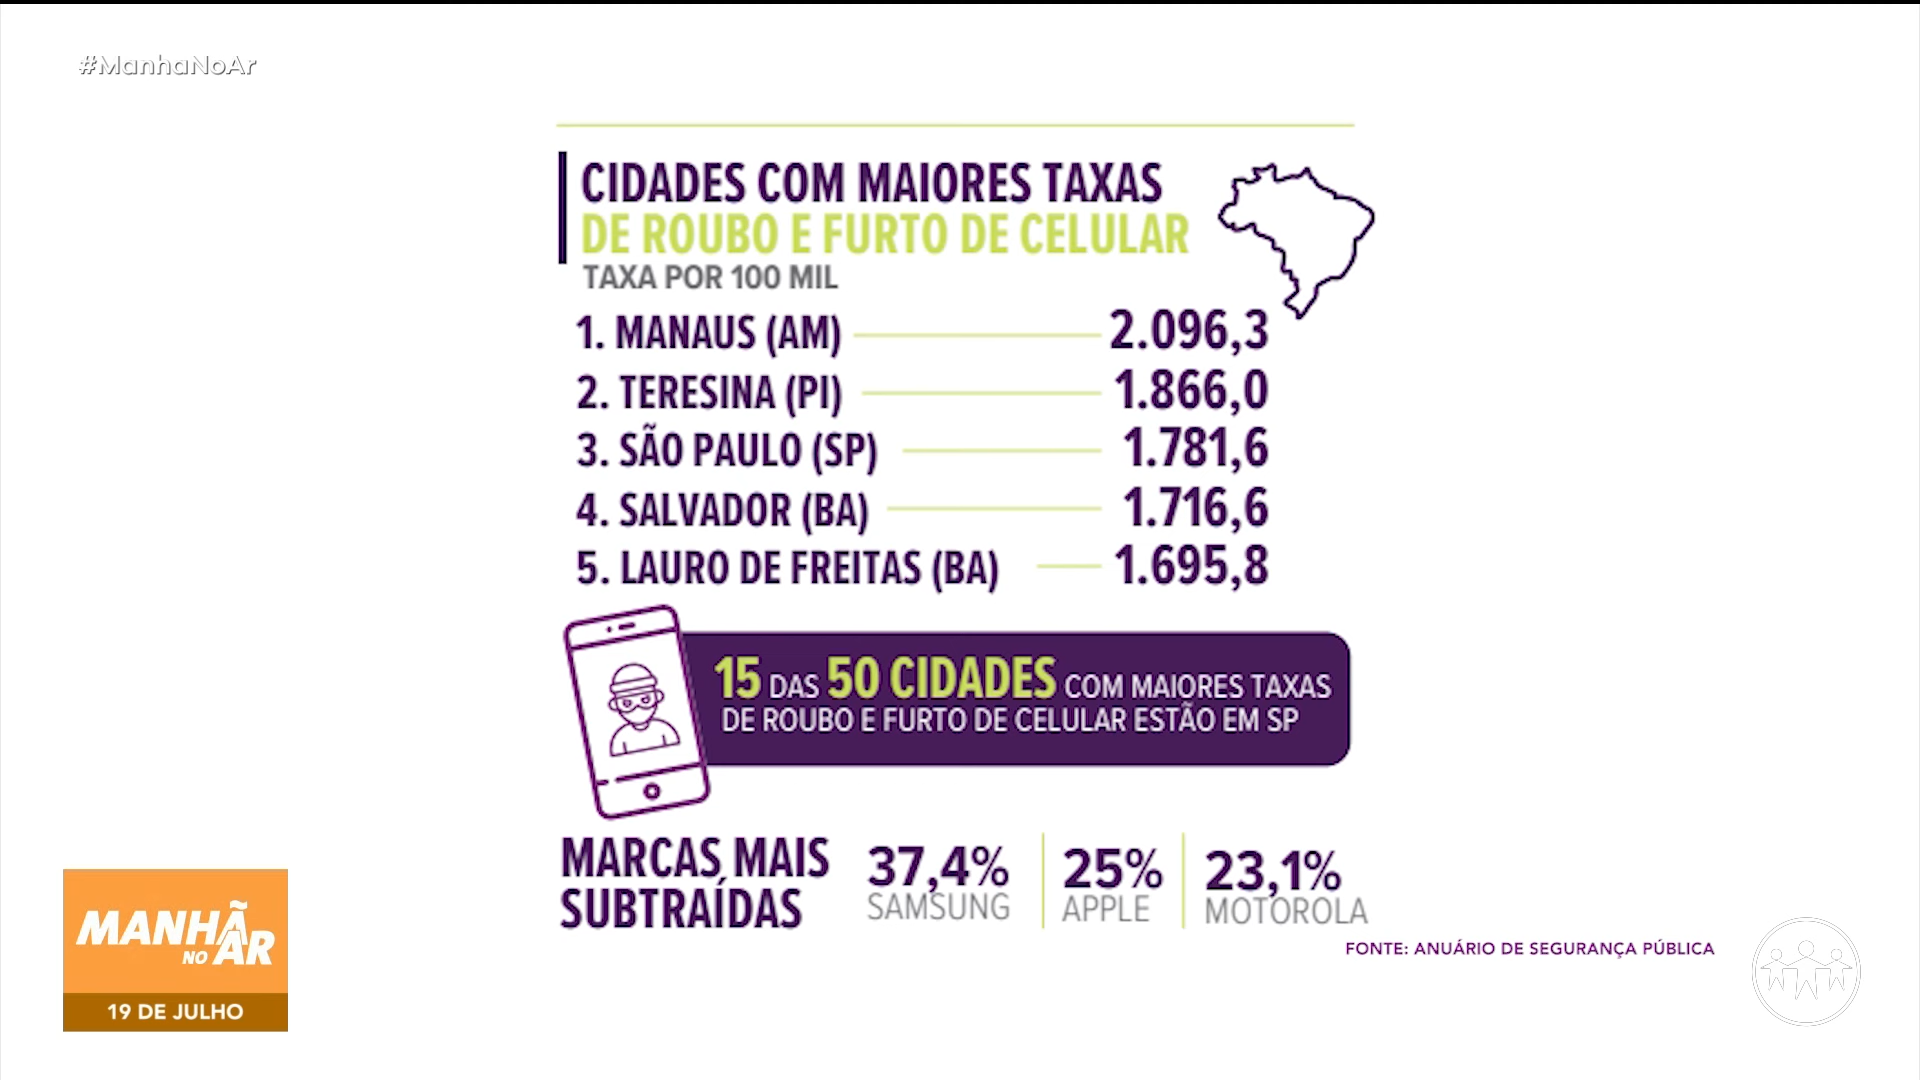 #ManhaNoAr
CIDADES COM MAIORES TAXAS
DE ROUBO E FURTO DE CELULAR
TAXA POR 100 MIL
1. MANAUS (AM) 2.096,3
2. TERESINA (PI) 1.866,0
3. SÃO PAULO (SP) 1.781,6
4. SALVADOR (BA) 1.716,6
5. LAURO DE FREITAS (BA) 1.695,8
15 DAS 50 CIDADES COM MAIORES TAXAS
DE ROUBO E FURTO DE CELULAR ESTÃO EM SP
MARCAS MAIS
SUBTRAÍDAS
37,4%
SAMSUNG
25%
APPLE
23,1%
MOTOROLA
FONTE: ANUÁRIO DE SEGURANÇA PÚBLICA
MANHÃ
NO AR
19 DE JULHO